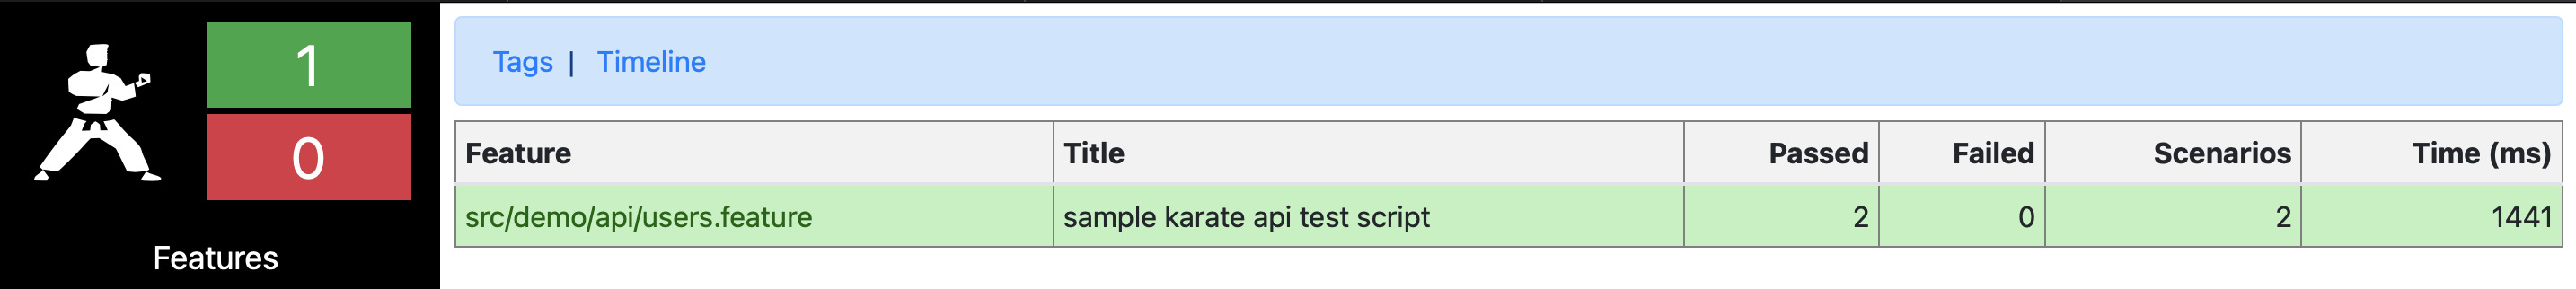 1
0
Features
Tags | Timeline
Feature Title Passed Failed Scenarios Time (ms)
src/demo/api/users.feature sample karate api test script 2 0 2 1441